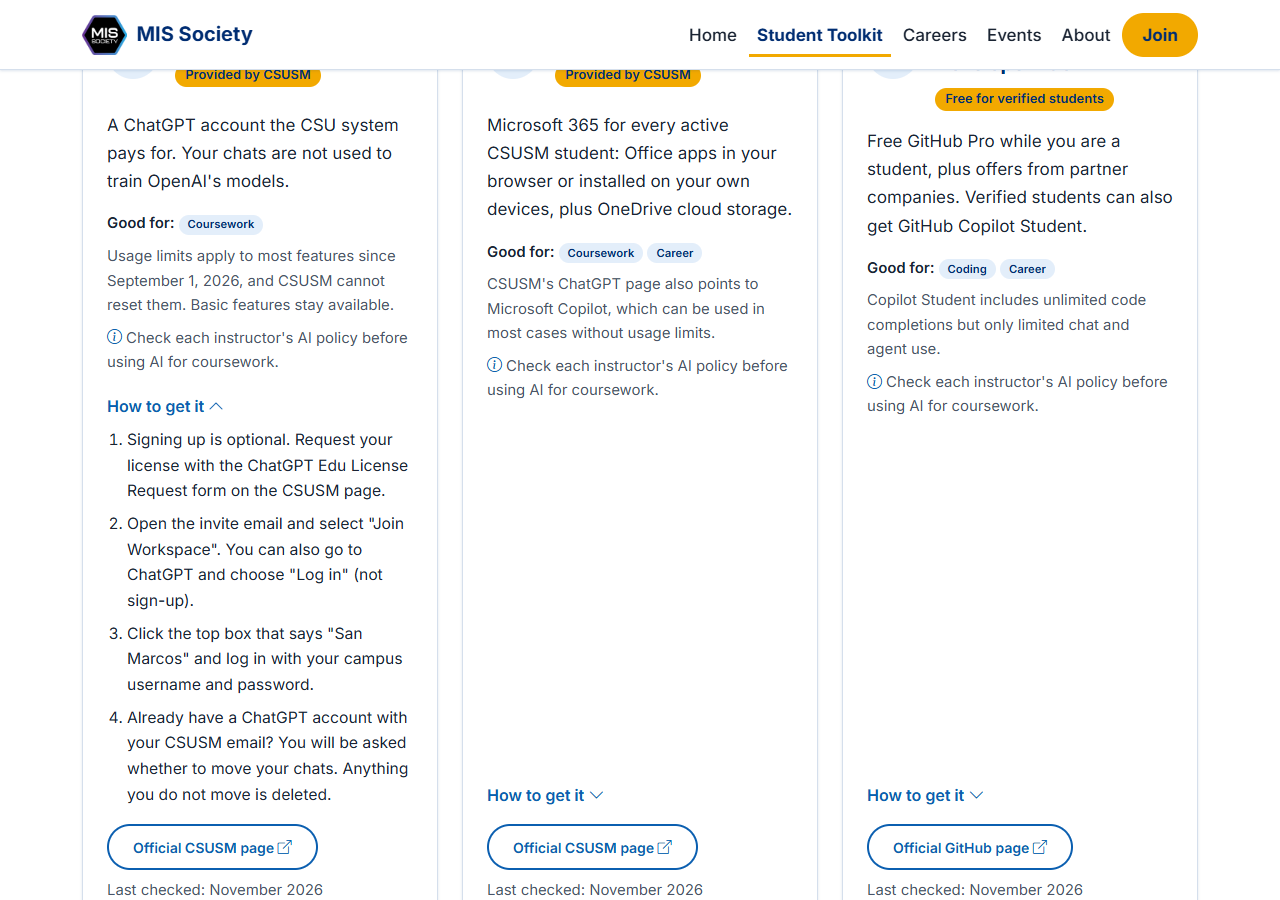 MIS SOCIETY
MIS Society
Home
Student Toolkit
Careers
Events
About
Join
Provided by CSUSM
A ChatGPT account the CSU system
pays for. Your chats are not used to
train OpenAI's models.
Good for: Coursework
Usage limits apply to most features since
September 1, 2026, and CSUSM cannot
reset them. Basic features stay available.
Check each instructor's AI policy before
using AI for coursework.
How to get it
1. Signing up is optional. Request your
license with the ChatGPT Edu License
Request form on the CSUSM page.
2. Open the invite email and select "Join
Workspace". You can also go to
ChatGPT and choose "Log in" (not
sign-up).
3. Click the top box that says "San
Marcos" and log in with your campus
username and password.
4. Already have a ChatGPT account with
your CSUSM email? You will be asked
whether to move your chats. Anything
you do not move is deleted.
Official CSUSM page
Last checked: November 2026
Provided by CSUSM
Microsoft 365 for every active
CSUSM student: Office apps in your
browser or installed on your own
devices, plus OneDrive cloud storage.
Good for: Coursework Career
CSUSM's ChatGPT page also points to
Microsoft Copilot, which can be used in
most cases without usage limits.
Check each instructor's AI policy before
using AI for coursework.
How to get it
Official CSUSM page
Last checked: November 2026
Free for verified students
Free GitHub Pro while you are a
student, plus offers from partner
companies. Verified students can also
get GitHub Copilot Student.
Good for: Coding Career
Copilot Student includes unlimited code
completions but only limited chat and
agent use.
Check each instructor's AI policy before
using AI for coursework.
How to get it
Official GitHub page
Last checked: November 2026